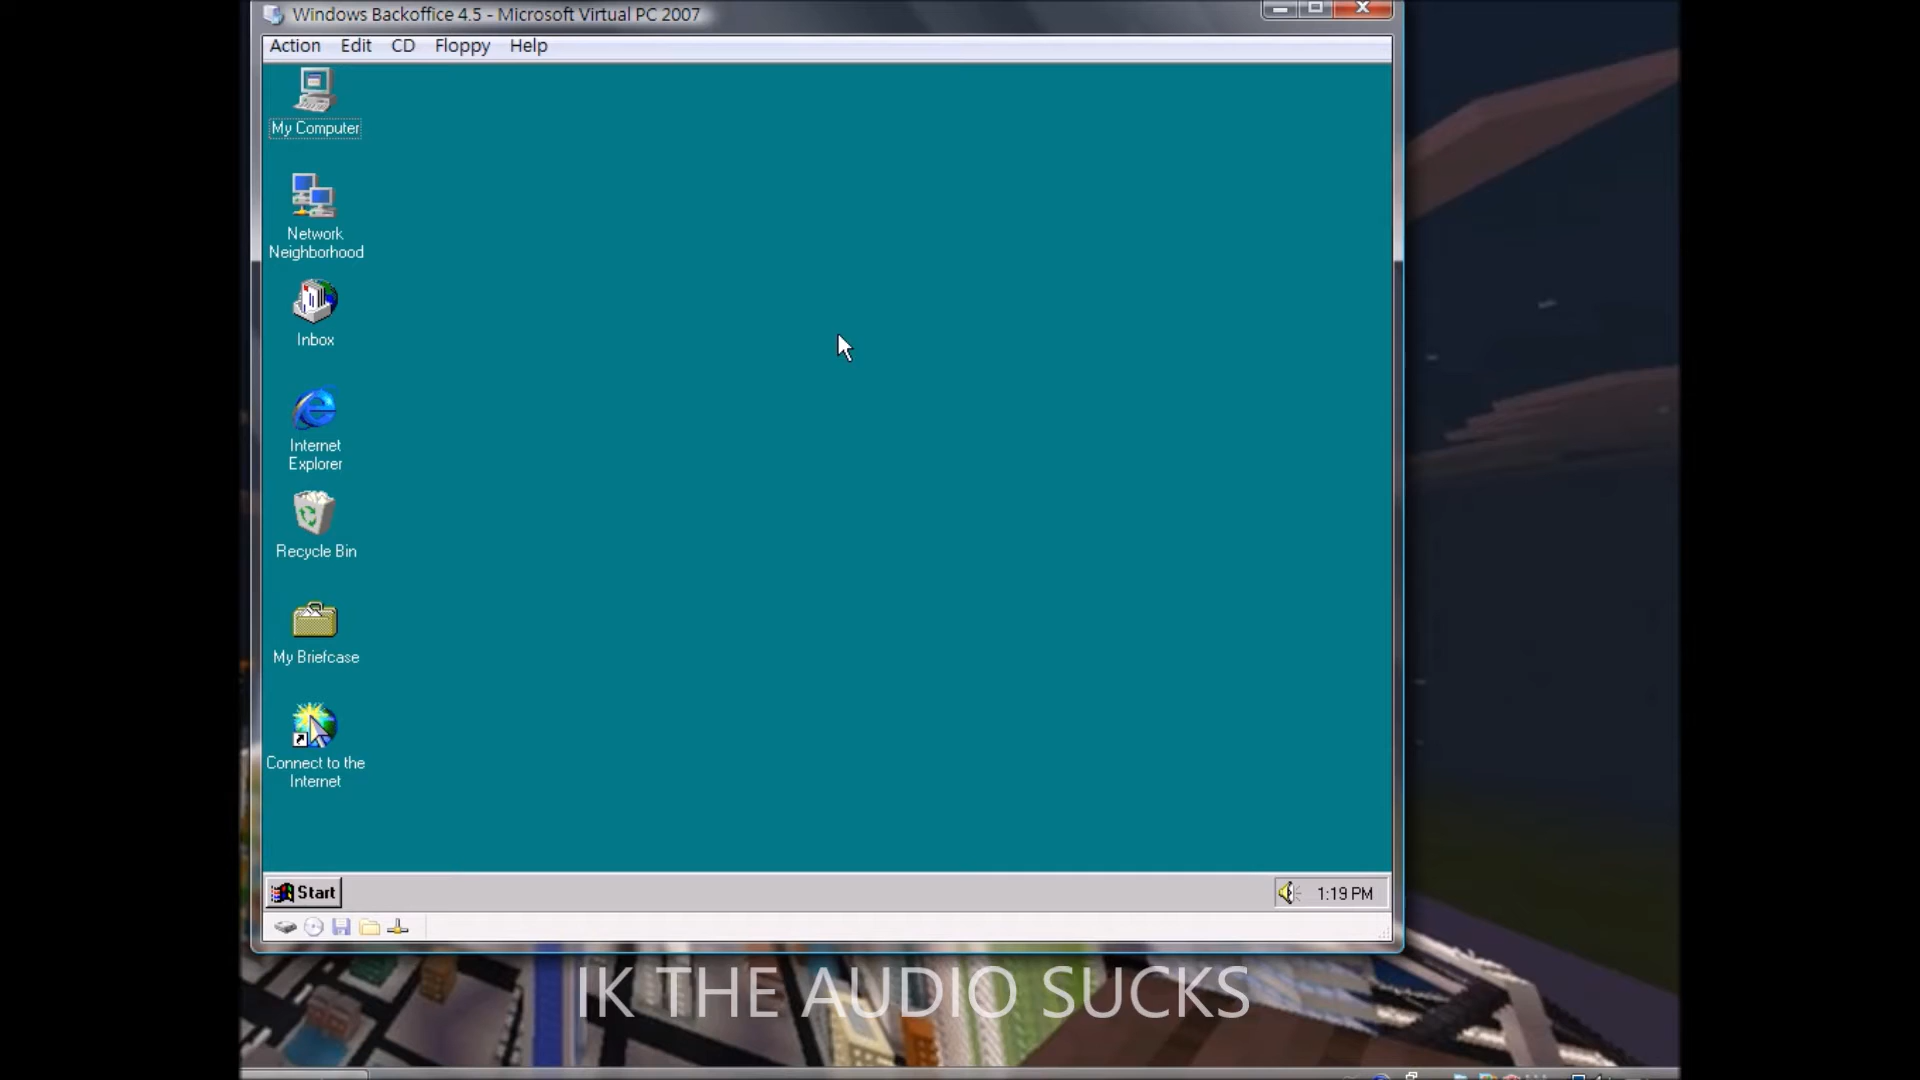 Windows Backoffice 4.5 - Microsoft Virtual PC 2007
Action Edit CD Floppy Help
My Computer
Network
Neighborhood
Inbox
Internet
Explorer
Recycle Bin
My Briefcase
Connect to the
Internet
Start
1:19 PM
IK THE AUDIO SUCKS